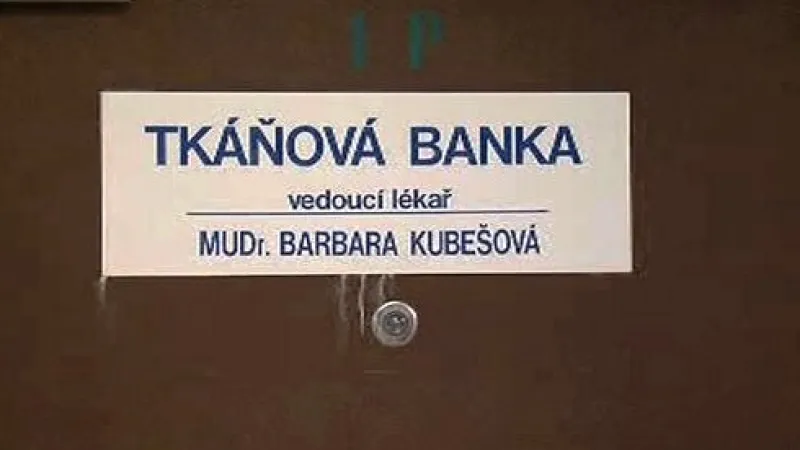 I P
TKÁŇOVÁ BANKA
vedoucí lékař
MUDr. BARBARA KUBEŠOVÁ